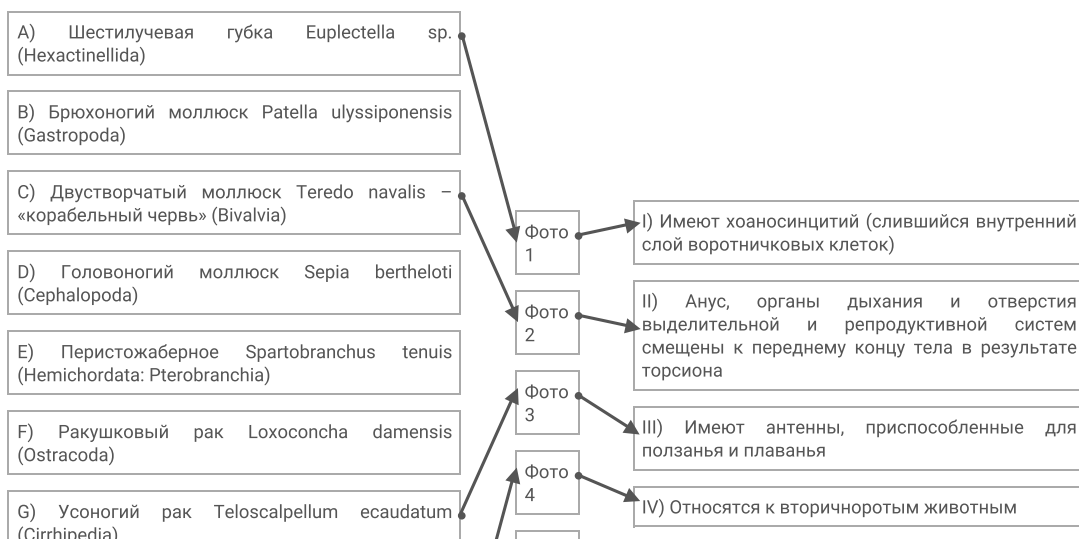 A) Шестилучевая губка Euplectella sp.
(Hexactinellida)
B) Брюхоногий моллюск Patella ulyssiponensis
(Gastropoda)
C) Двустворчатый моллюск Teredo navalis –
«корабельный червь» (Bivalvia)
D) Головоногий моллюск Sepia bertheloti
(Cephalopoda)
E) Перистожаберное Spartobranchus tenuis
(Hemichordata: Pterobranchia)
F) Ракушковый рак Loxoconcha damensis
(Ostracoda)
G) Усоногий рак Teloscalpellum ecaudatum
(Cirrhipedia)
Фото
1
Фото
2
Фото
3
Фото
4
I) Имеют хоаносинцитий (слившийся внутренний
слой воротничковых клеток)
II) Анус, органы дыхания и отверстия
выделительной и репродуктивной систем
смещены к переднему концу тела в результате
торсиона
III) Имеют антенны, приспособленные для
ползанья и плаванья
IV) Относятся к вторичноротым животным